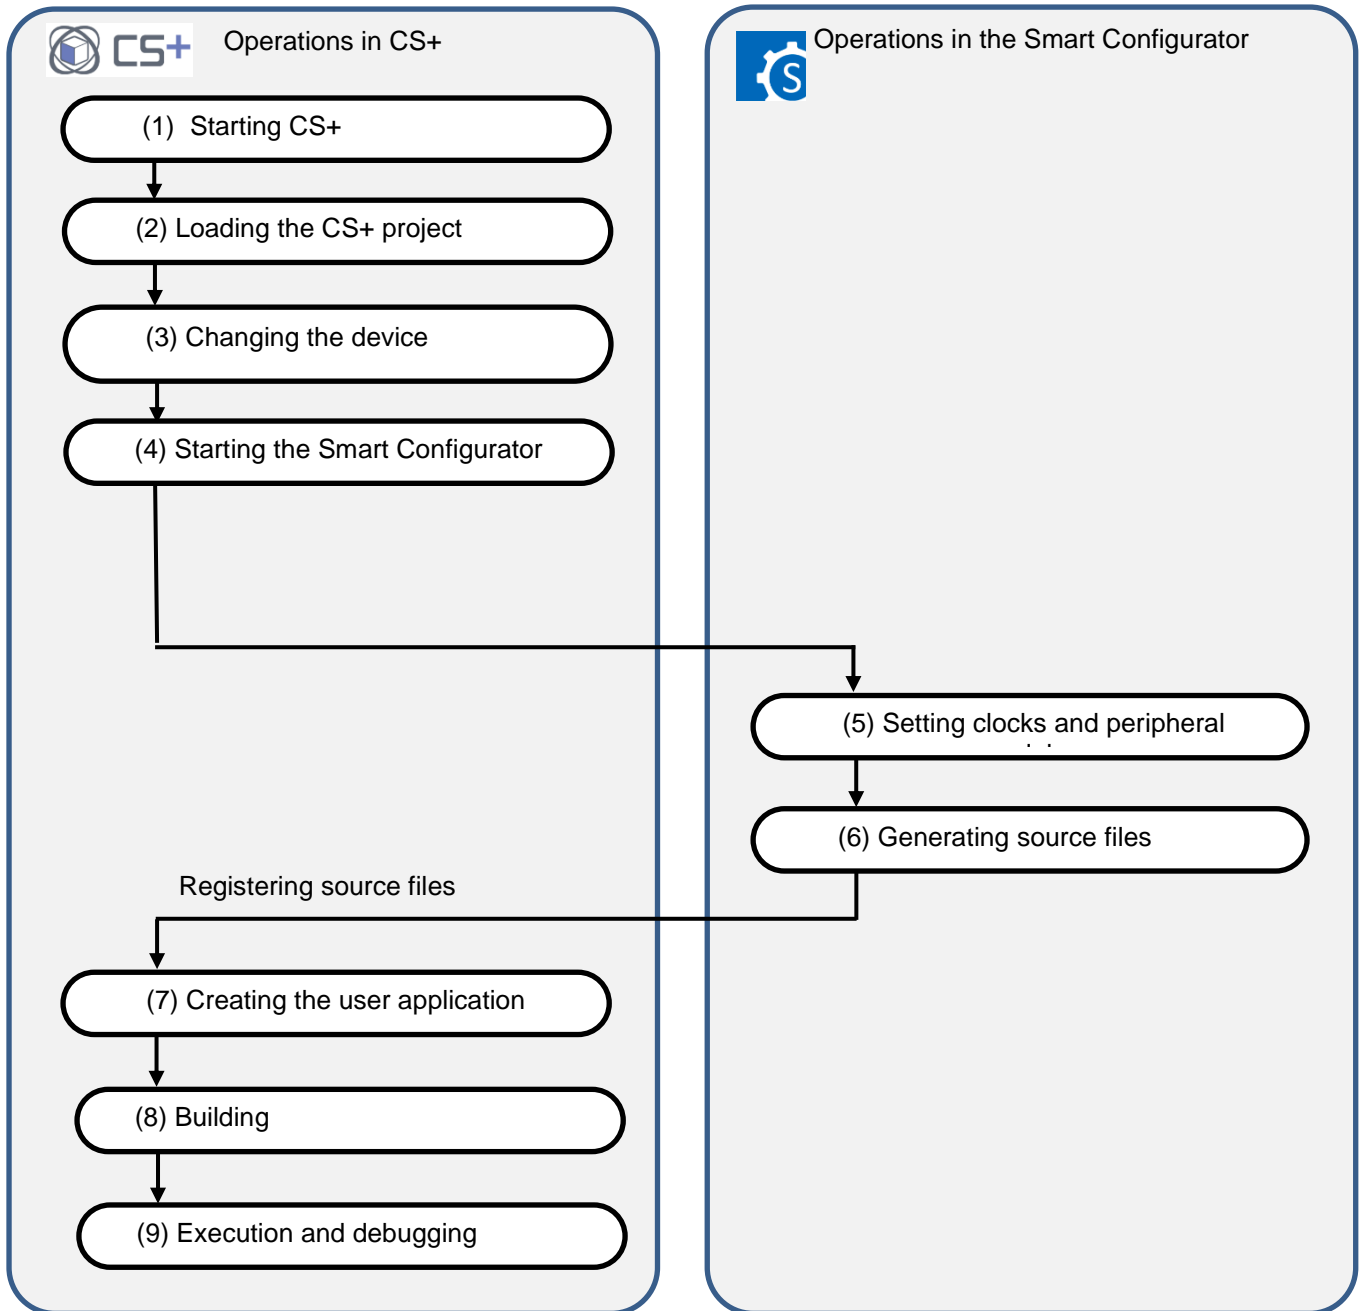 CS+
Operations in CS+
(1) Starting CS+
(2) Loading the CS+ project
(3) Changing the device
(4) Starting the Smart Configurator
Registering source files
(7) Creating the user application
(8) Building
(9) Execution and debugging
S
Operations in the Smart Configurator
(5) Setting clocks and peripheral
(6) Generating source files